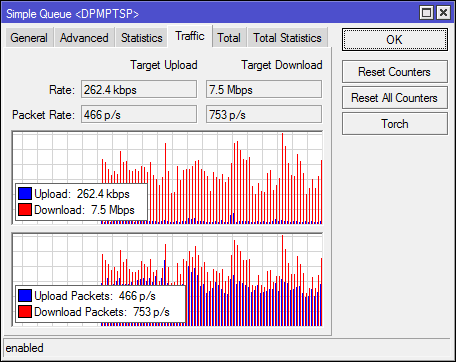 Simple Queue <DPMPTSP>
General Advanced Statistics Traffic Total Total Statistics
OK
Reset Counters
Reset All Counters
Torch
Target Upload Target Download
Rate: 262.4 kbps 7.5 Mbps
Packet Rate: 466 p/s 753 p/s
Upload: 262.4 kbps
Download: 7.5 Mbps
Upload Packets: 466 p/s
Download Packets: 753 p/s
enabled